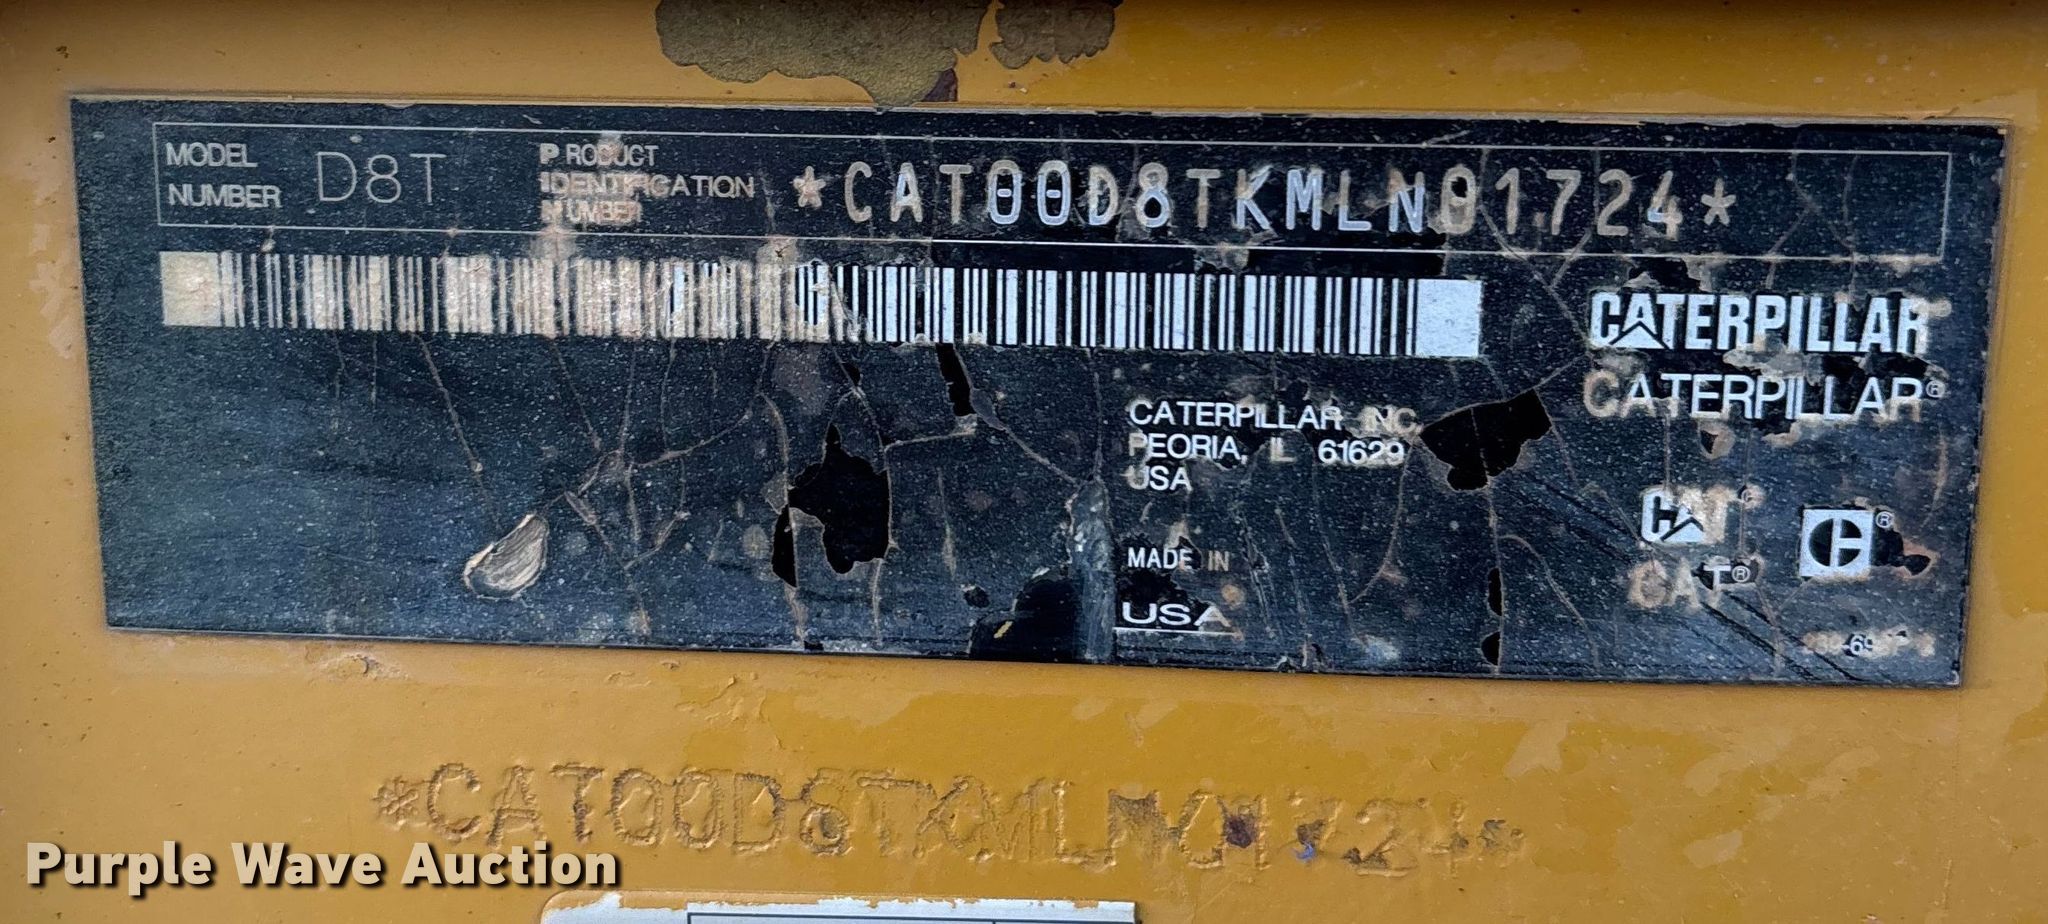 MODEL NUMBER D8T
PRODUCT IDENTIFICATION NUMBER
*CAT00D8TKMLN01724*
CATERPILLAR
CATERPILLAR®
CATERPILLAR INC.
PEORIA, IL 61629
USA
CAT®
CAT®
C®
MADE IN
USA
*CAT00D8TKMLN01724*
Purple Wave Auction